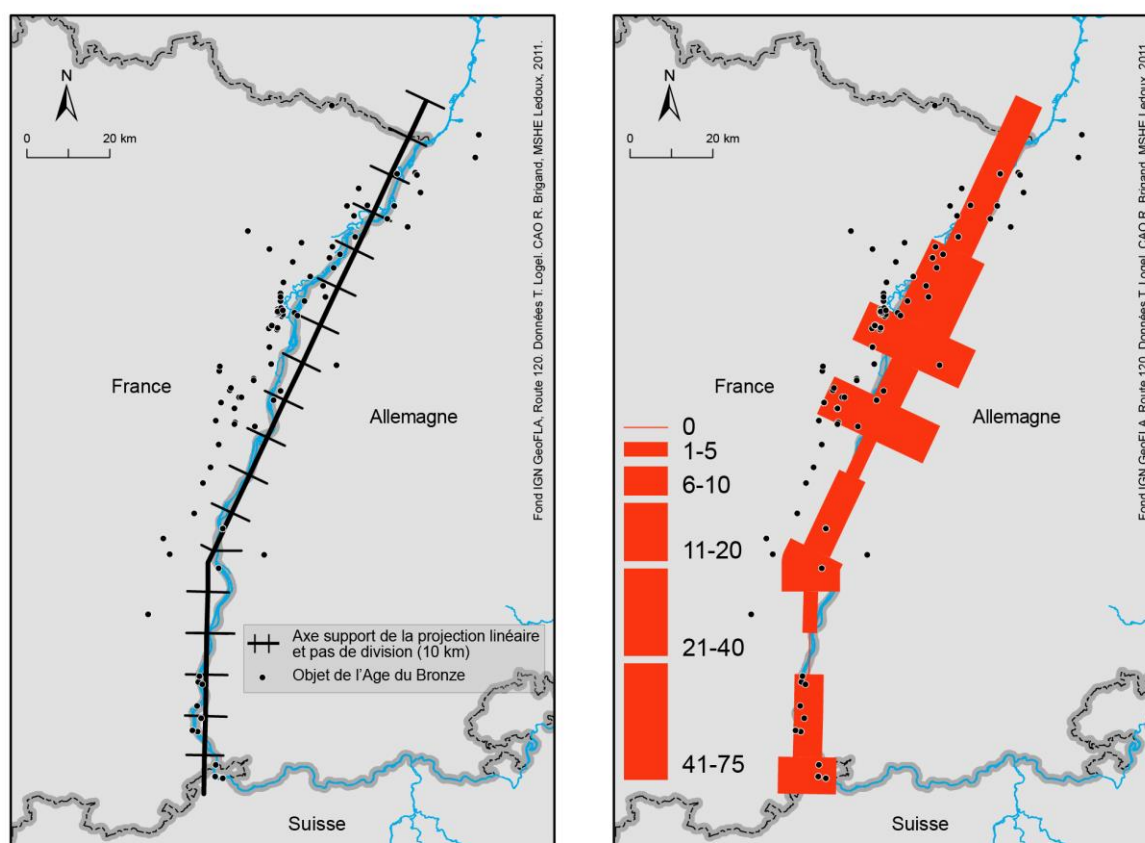 N
0 20 km
France
Allemagne
Axe support de la projection linéaire
et pas de division (10 km)
Objet de l'Age du Bronze
Suisse
Fond IGN GeoFLA, Route 120. Données T. Logel. CAO R. Brigand, MSHE Ledoux, 2011.
N
0 20 km
France
Allemagne
0
1-5
6-10
11-20
21-40
41-75
Suisse
Fond IGN GeoFLA, Route 120. Données T. Logel. CAO R. Brigand, MSHE Ledoux, 2011.